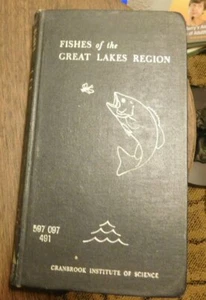 FISHES of the
GREAT LAKES REGION
597 097
491
CRANBROOK INSTITUTE OF SCIENCE